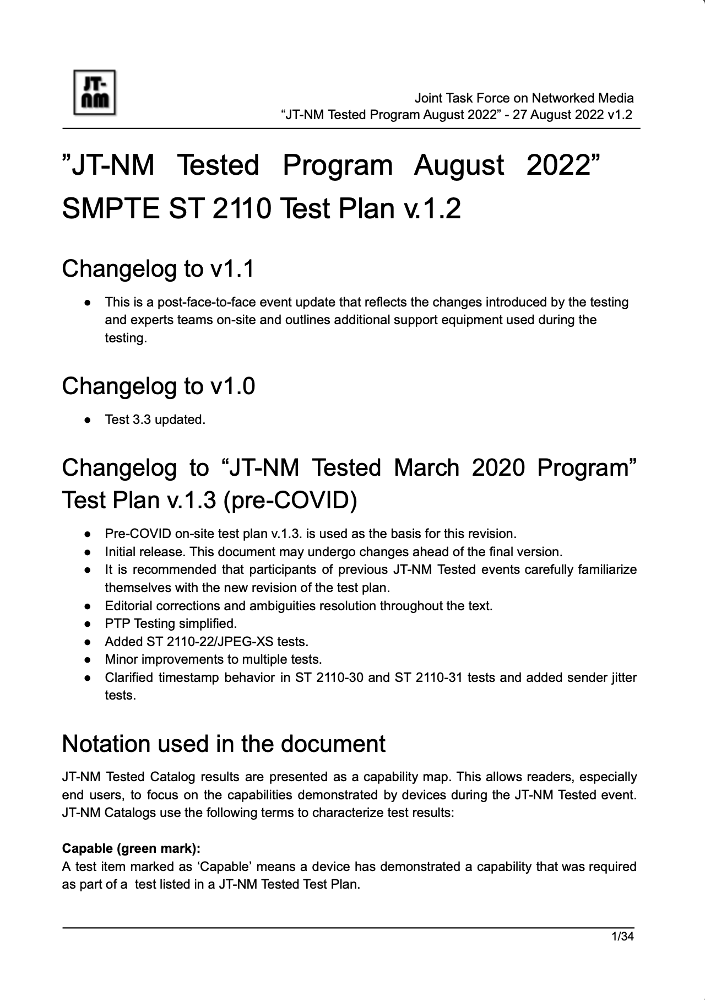 JT-
nm
Joint Task Force on Networked Media
“JT-NM Tested Program August 2022” - 27 August 2022 v1.2
”JT-NM Tested Program August 2022”
SMPTE ST 2110 Test Plan v.1.2
Changelog to v1.1
● This is a post-face-to-face event update that reflects the changes introduced by the testing
and experts teams on-site and outlines additional support equipment used during the
testing.
Changelog to v1.0
● Test 3.3 updated.
Changelog to “JT-NM Tested March 2020 Program”
Test Plan v.1.3 (pre-COVID)
● Pre-COVID on-site test plan v.1.3. is used as the basis for this revision.
● Initial release. This document may undergo changes ahead of the final version.
● It is recommended that participants of previous JT-NM Tested events carefully familiarize
themselves with the new revision of the test plan.
● Editorial corrections and ambiguities resolution throughout the text.
● PTP Testing simplified.
● Added ST 2110-22/JPEG-XS tests.
● Minor improvements to multiple tests.
● Clarified timestamp behavior in ST 2110-30 and ST 2110-31 tests and added sender jitter
tests.
Notation used in the document
JT-NM Tested Catalog results are presented as a capability map. This allows readers, especially
end users, to focus on the capabilities demonstrated by devices during the JT-NM Tested event.
JT-NM Catalogs use the following terms to characterize test results:
Capable (green mark):
A test item marked as ‘Capable’ means a device has demonstrated a capability that was required
as part of a  test listed in a JT-NM Tested Test Plan.
1/34